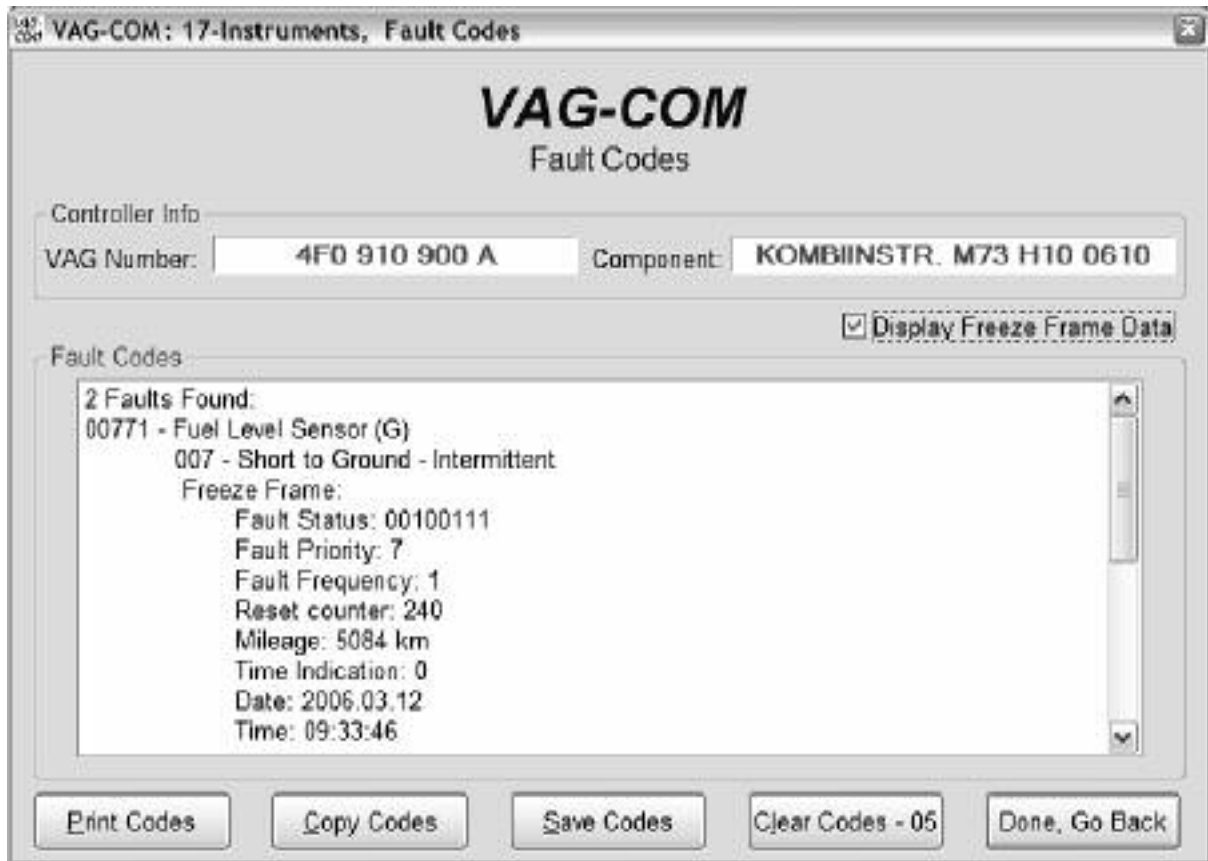 VAG-COM: 17-Instruments, Fault Codes
VAG-COM
Fault Codes
Controller Info
VAG Number: 4F0 910 900 A Component: KOMBIINSTR. M73 H10 0610
Display Freeze Frame Data
Fault Codes
2 Faults Found:
00771 - Fuel Level Sensor (G)
007 - Short to Ground - Intermittent
Freeze Frame:
Fault Status: 00100111
Fault Priority: 7
Fault Frequency: 1
Reset counter: 240
Mileage: 5084 km
Time Indication: 0
Date: 2006.03.12
Time: 09:33:46
Print Codes Copy Codes Save Codes Clear Codes - 05 Done, Go Back